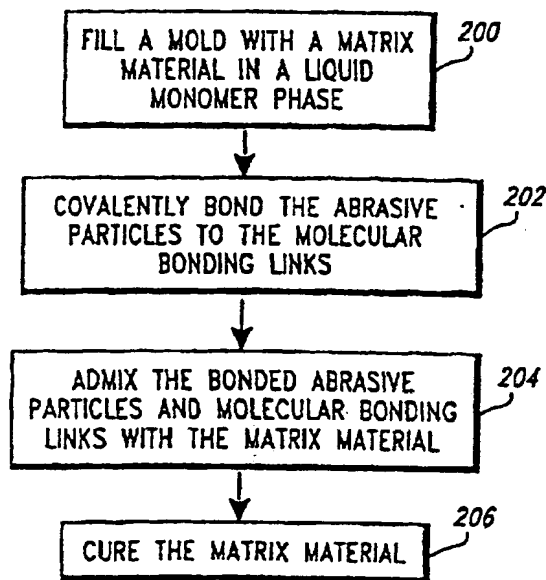 FILL A MOLD WITH A MATRIX
MATERIAL IN A LIQUID
MONOMER PHASE
200
COVALENTLY BOND THE ABRASIVE
PARTICLES TO THE MOLECULAR
BONDING LINKS
202
ADMIX THE BONDED ABRASIVE
PARTICLES AND MOLECULAR BONDING
LINKS WITH THE MATRIX MATERIAL
204
CURE THE MATRIX MATERIAL
206